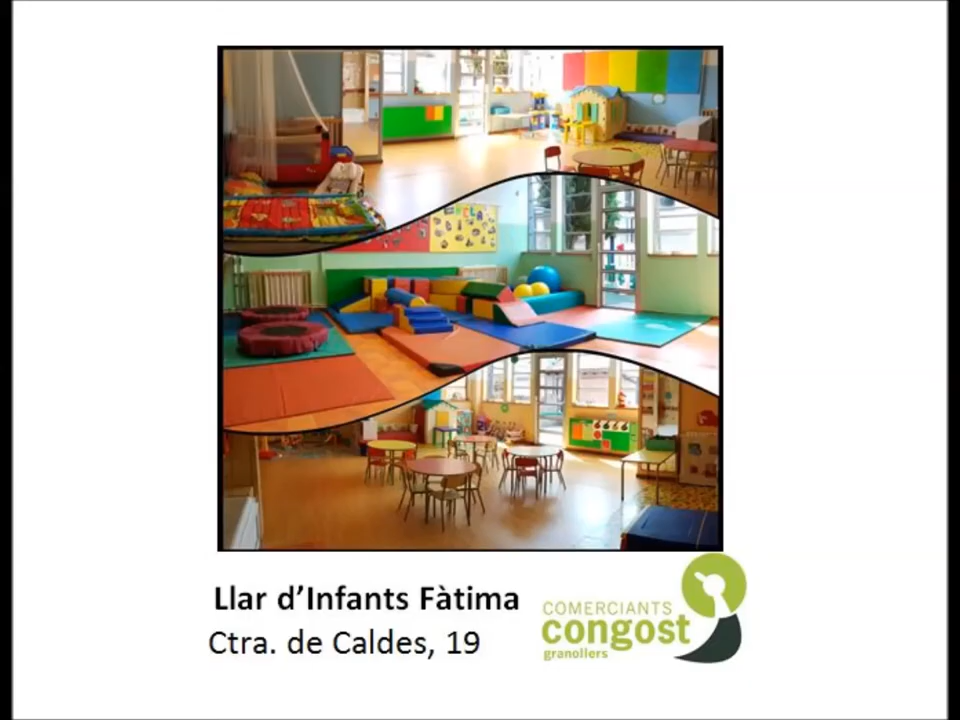 Llar d'Infants Fàtima
Ctra. de Caldes, 19
COMERCIANTS
congost
granollers